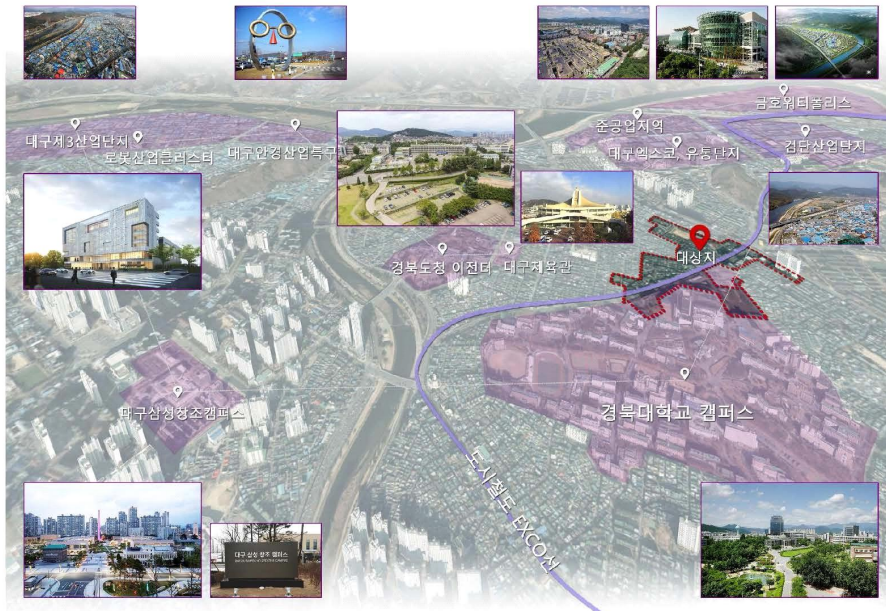 금호워터폴리스
준공업지역
대구제3산업단지
로봇산업클러스터
대구안경산업특구
대구엑스코, 유통단지
검단산업단지
대상지
경북도청 이전터
대구체육관
대구삼성창조캠퍼스
경북대학교 캠퍼스
도시철도 EXCO선
대구 삼성 창조 캠퍼스